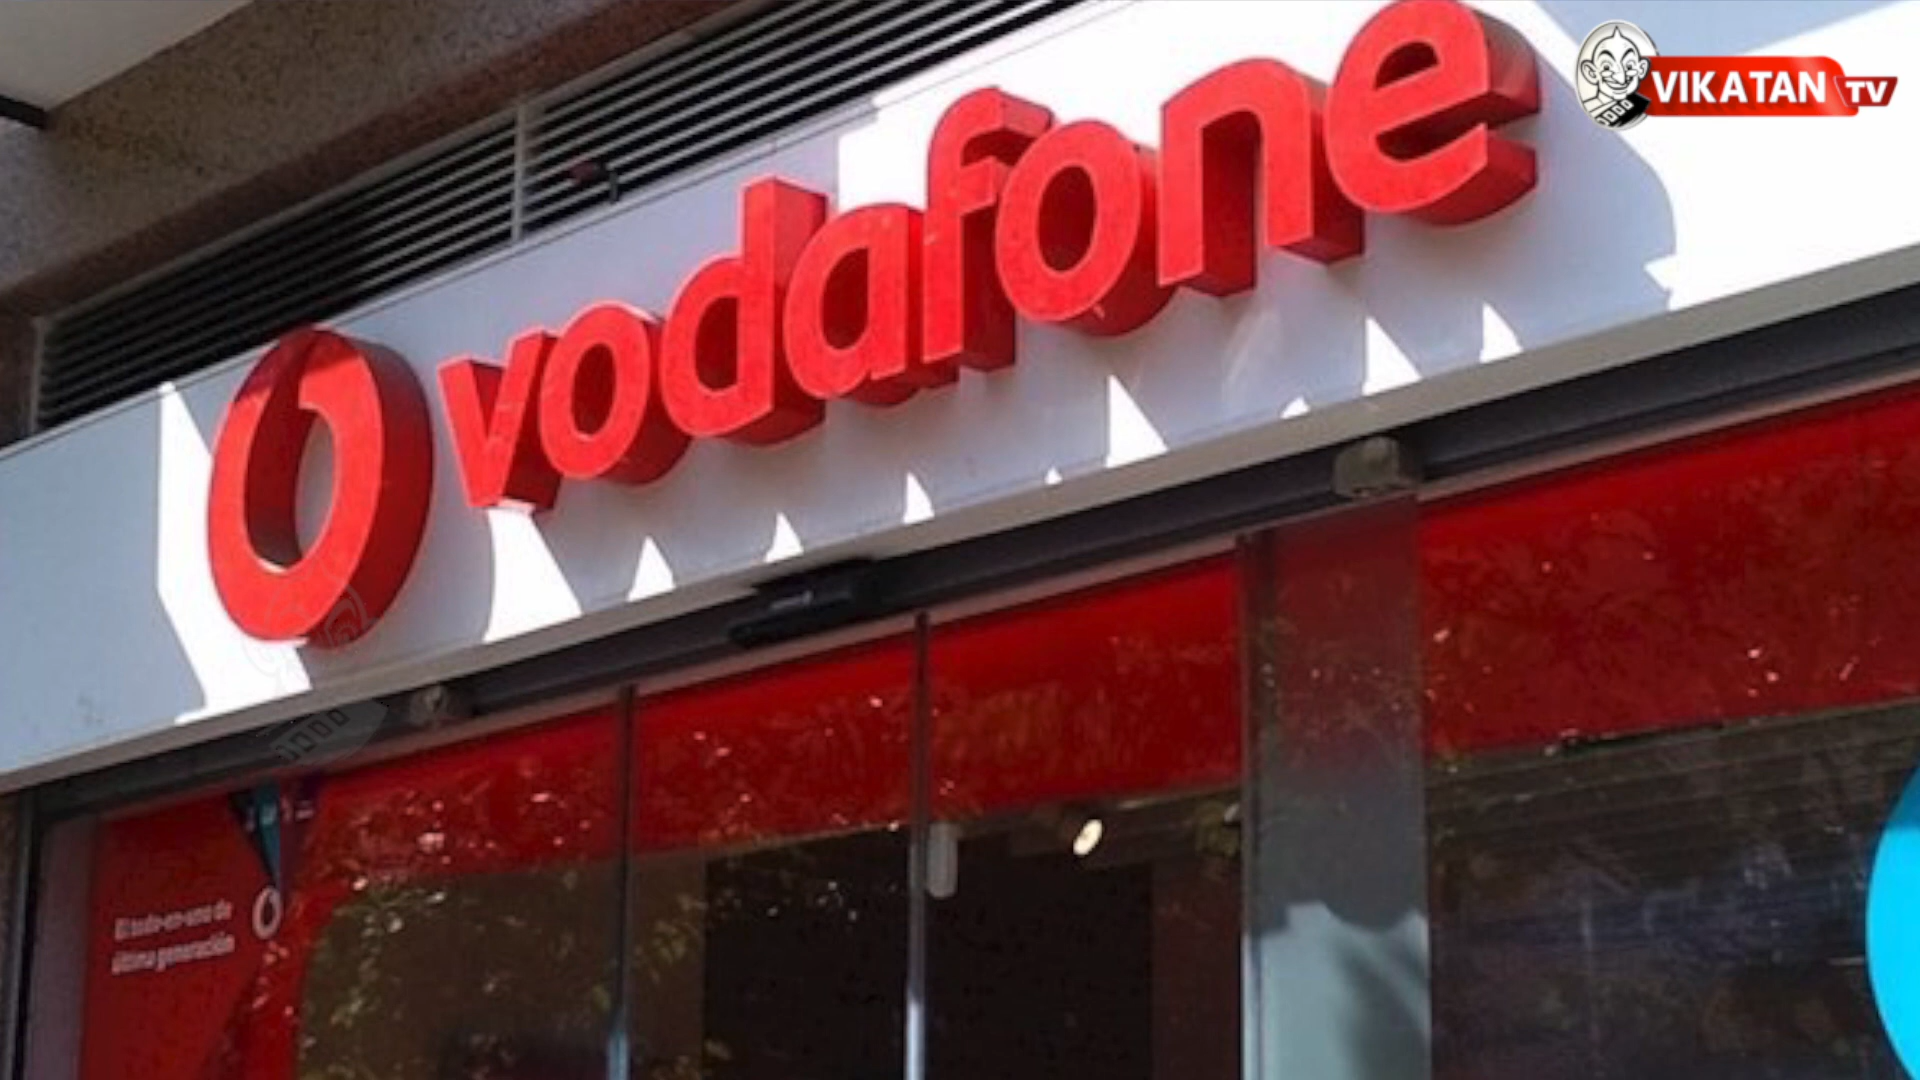 VIKATAN TV
vodafone
El todo-en-uno de
última generación